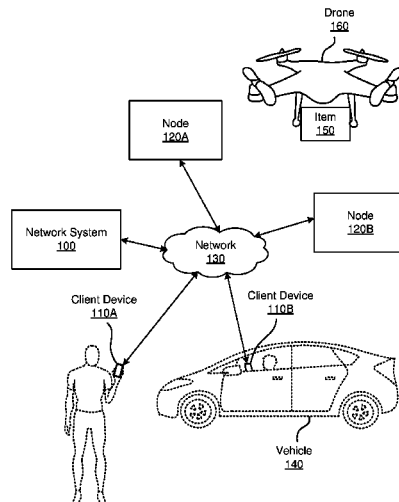 Drone
160
Item
150
Node
120A
Network System
100
Network
130
Node
120B
Client Device
110A
Client Device
110B
Vehicle
140